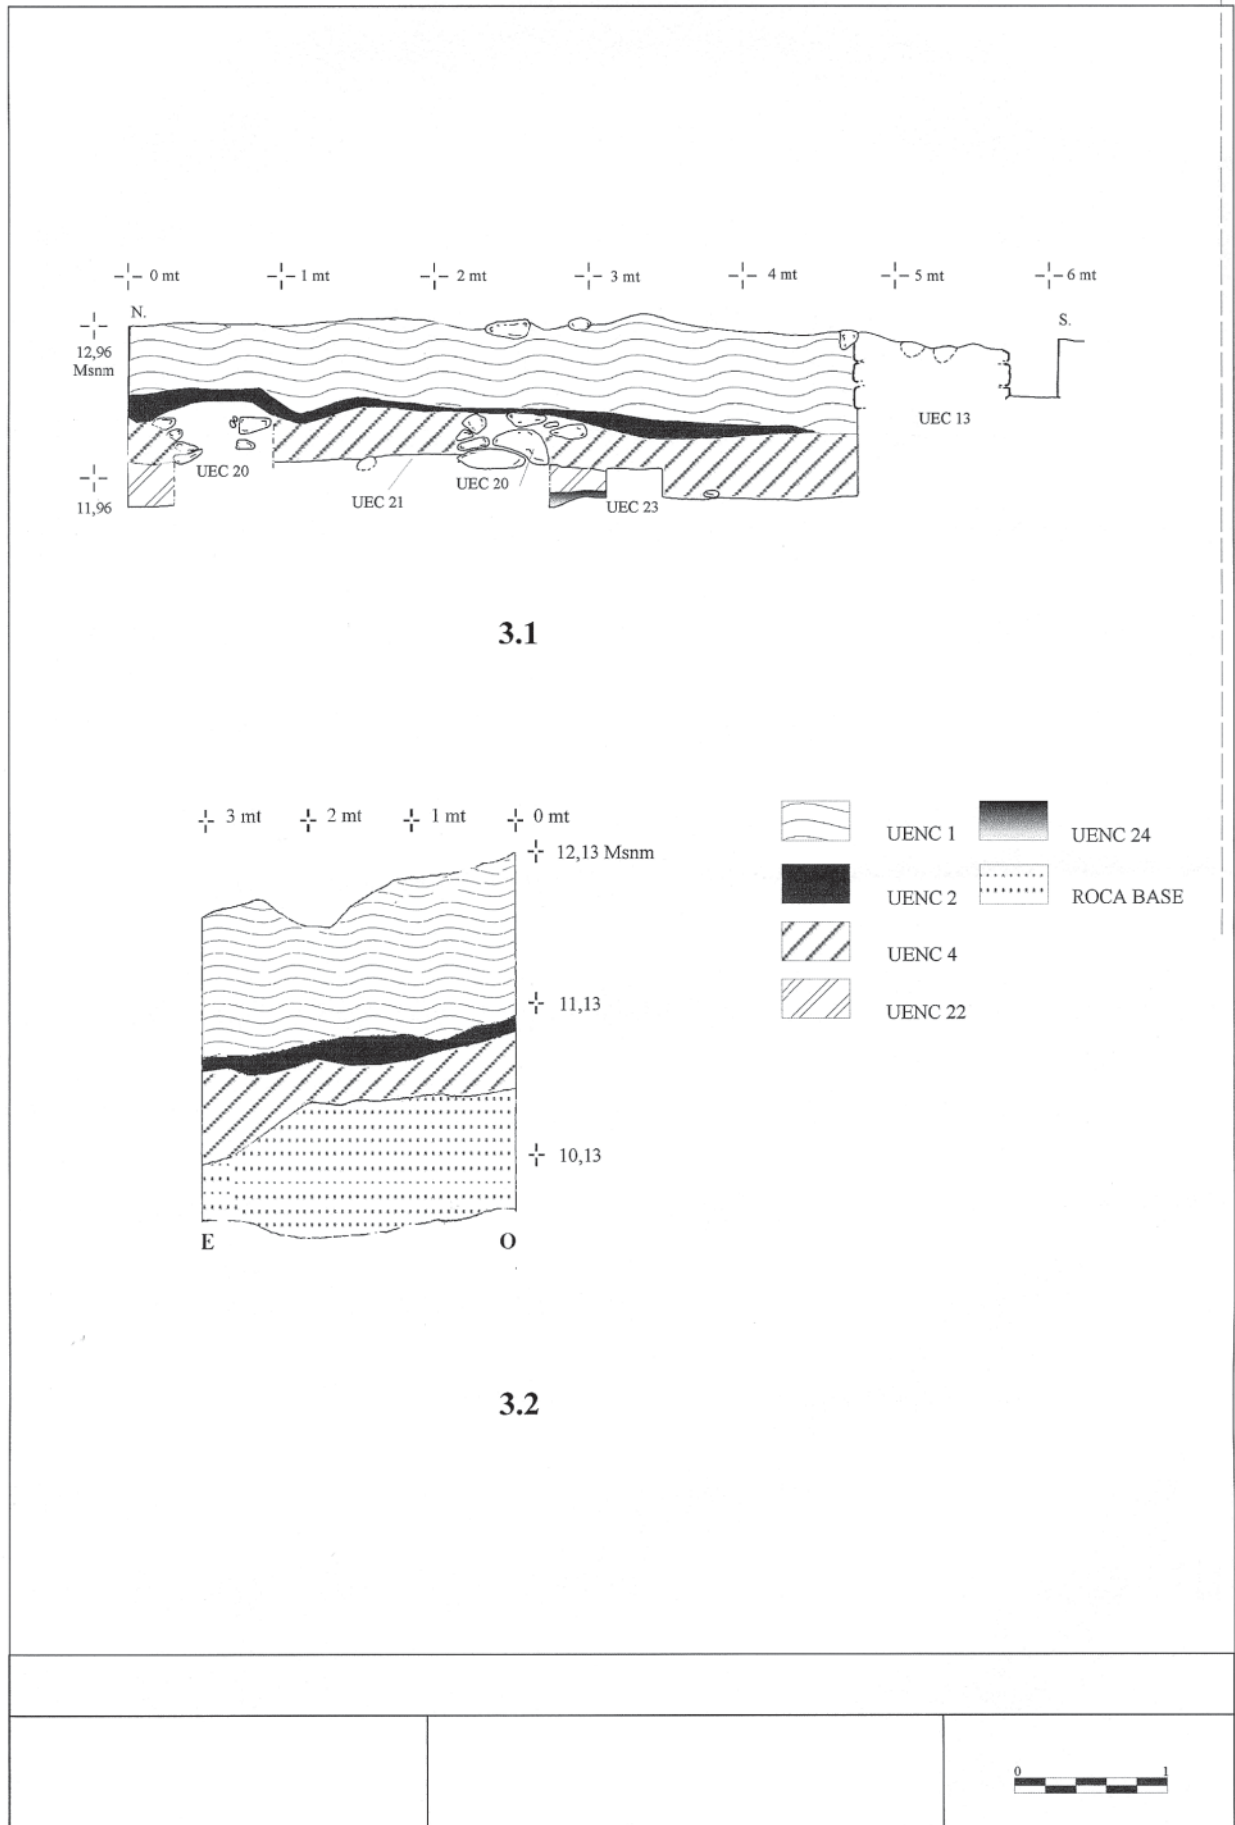 0 mt 1 mt 2 mt 3 mt 4 mt 5 mt 6 mt
N. S.
12,96
Msnm
UEC 13
UEC 20
UEC 20
UEC 21
UEC 23
11,96
3.1
3 mt 2 mt 1 mt 0 mt
12,13 Msnm
11,13
10,13
E O
UENC 1 UENC 24
UENC 2 ROCA BASE
UENC 4
UENC 22
3.2
0 1